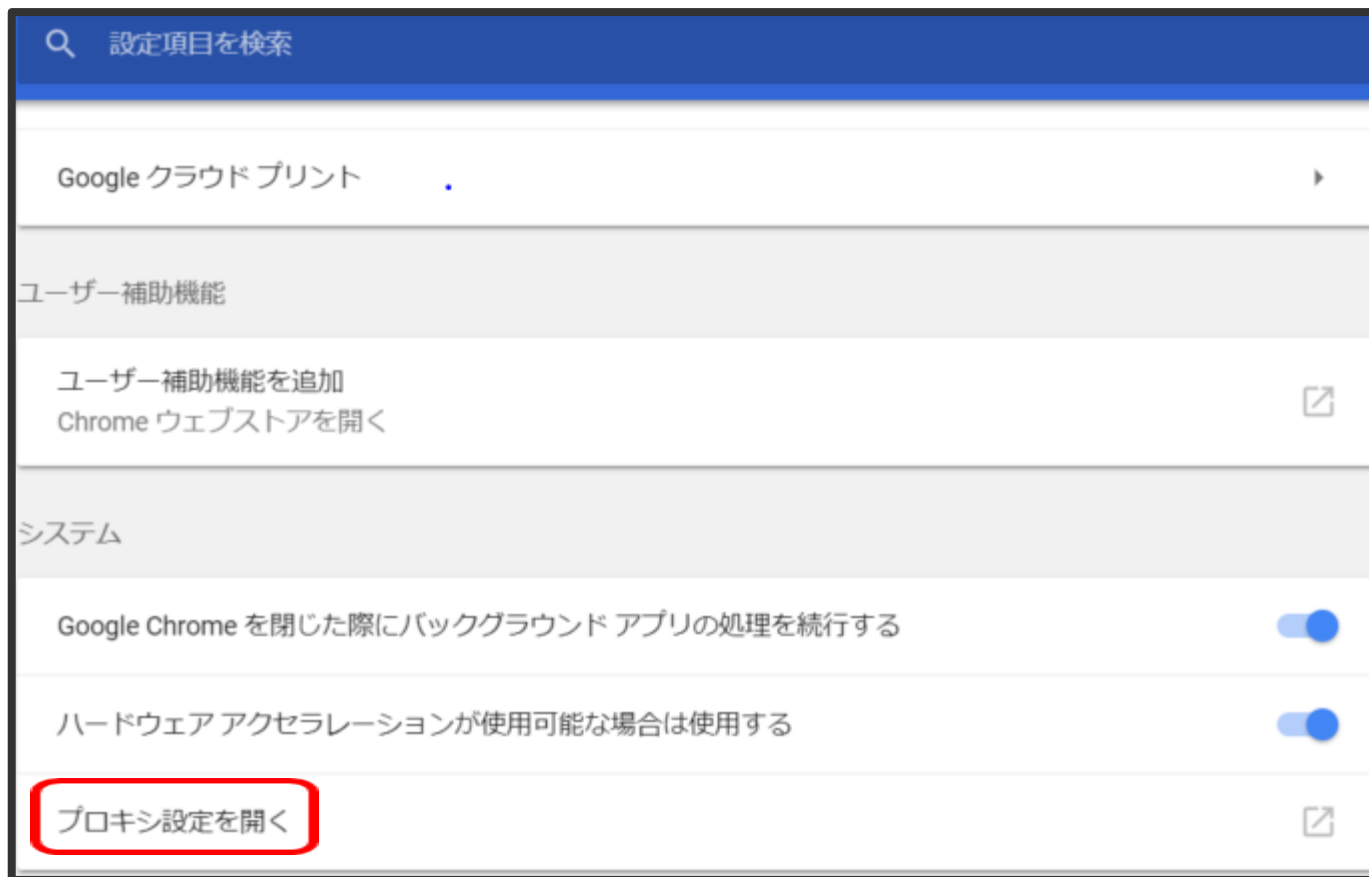 設定項目を検索
Google クラウド プリント
ユーザー補助機能
ユーザー補助機能を追加
Chrome ウェブストアを開く
システム
Google Chrome を閉じた際にバックグラウンド アプリの処理を続行する
ハードウェア アクセラレーションが使用可能な場合は使用する
プロキシ設定を開く